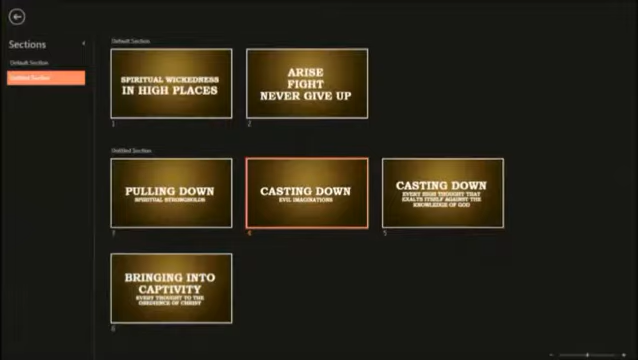 Sections
Default Section
Untitled Section
Default Section
SPIRITUAL WICKEDNESS
IN HIGH PLACES
1
ARISE
FIGHT
NEVER GIVE UP
2
Untitled Section
PULLING DOWN
SPIRITUAL STRONGHOLDS
3
CASTING DOWN
EVIL IMAGINATIONS
4
CASTING DOWN
EVERY HIGH THOUGHT THAT
EXALTS ITSELF AGAINST THE
KNOWLEDGE OF GOD
5
BRINGING INTO
CAPTIVITY
EVERY THOUGHT TO THE
OBEDIENCE OF CHRIST
6